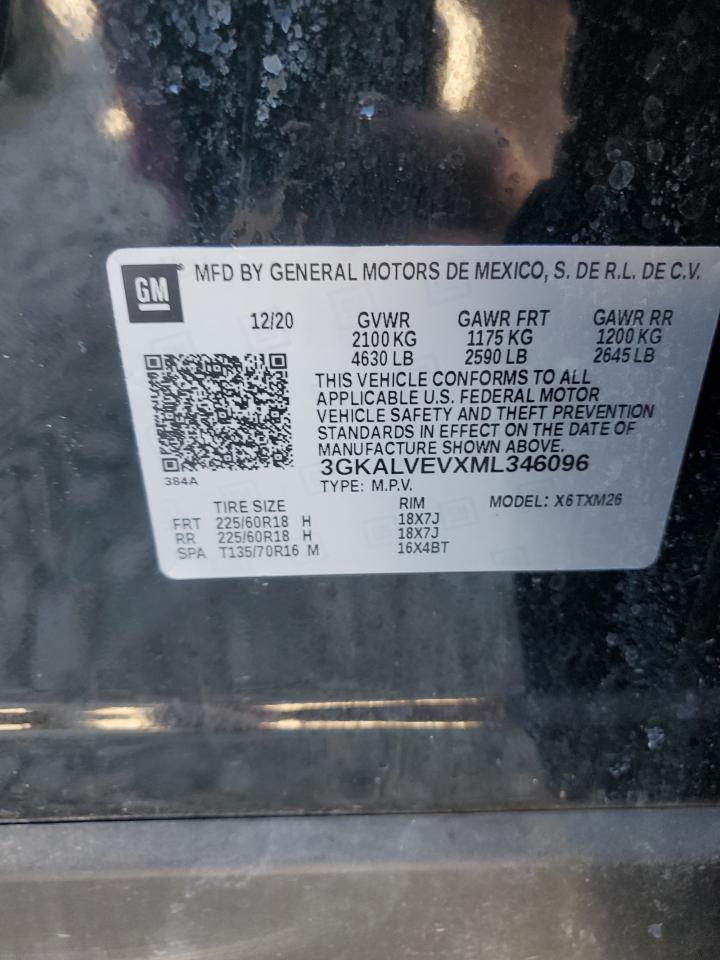 GM® MFD BY GENERAL MOTORS DE MEXICO, S. DE R.L. DE C.V.
12/20 GVWR GAWR FRT GAWR RR
2100 KG 1175 KG 1200 KG
4630 LB 2590 LB 2645 LB
THIS VEHICLE CONFORMS TO ALL
APPLICABLE U.S. FEDERAL MOTOR
VEHICLE SAFETY AND THEFT PREVENTION
STANDARDS IN EFFECT ON THE DATE OF
MANUFACTURE SHOWN ABOVE.
3GKALVEVXML346096
384A
TYPE: M.P.V.
TIRE SIZE RIM MODEL: X6TXM26
FRT 225/60R18 H 18X7J
RR 225/60R18 H 18X7J
SPA T135/70R16 M 16X4BT